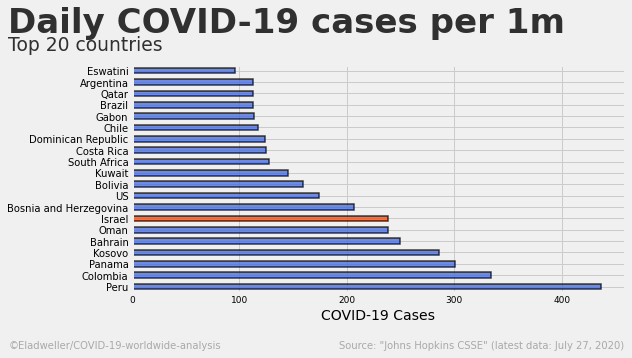 Daily COVID-19 cases per 1m
Top 20 countries
Eswatini
Argentina
Qatar
Brazil
Gabon
Chile
Dominican Republic
Costa Rica
South Africa
Kuwait
Bolivia
US
Bosnia and Herzegovina
Israel
Oman
Bahrain
Kosovo
Panama
Colombia
Peru
0 100 200 300 400
COVID-19 Cases
©Eladweller/COVID-19-worldwide-analysis Source: "Johns Hopkins CSSE" (latest data: July 27, 2020)